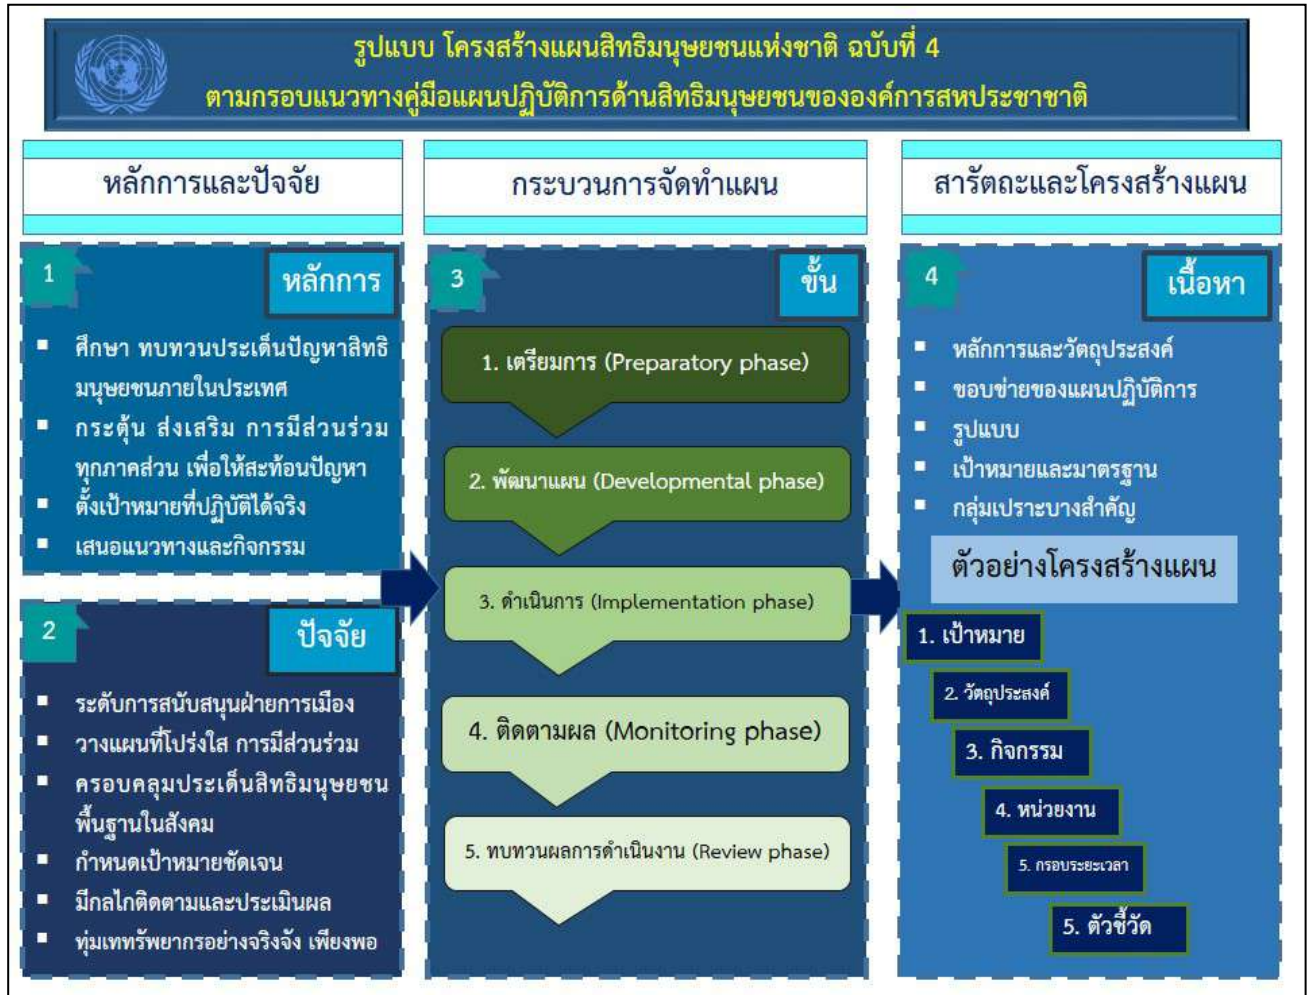 รูปแบบ โครงสร้างแผนสิทธิมนุษยชนแห่งชาติ ฉบับที่ 4
ตามกรอบแนวทางคู่มือแผนปฏิบัติการด้านสิทธิมนุษยชนขององค์การสหประชาชาติ
หลักการและปัจจัย
1
หลักการ
▪ ศึกษา ทบทวนประเด็นปัญหาสิทธิ
มนุษยชนภายในประเทศ
▪ กระตุ้น ส่งเสริม การมีส่วนร่วม
ทุกภาคส่วน เพื่อให้สะท้อนปัญหา
▪ ตั้งเป้าหมายที่ปฏิบัติได้จริง
▪ เสนอแนวทางและกิจกรรม
2
ปัจจัย
▪ ระดับการสนับสนุนฝ่ายการเมือง
▪ วางแผนที่โปร่งใส การมีส่วนร่วม
▪ ครอบคลุมประเด็นสิทธิมนุษยชน
พื้นฐานในสังคม
▪ กำหนดเป้าหมายชัดเจน
▪ มีกลไกติดตามและประเมินผล
▪ ทุ่มเททรัพยากรอย่างจริงจัง เพียงพอ
กระบวนการจัดทำแผน
3
ขั้น
1. เตรียมการ (Preparatory phase)
2. พัฒนาแผน (Developmental phase)
3. ดำเนินการ (Implementation phase)
4. ติดตามผล (Monitoring phase)
5. ทบทวนผลการดำเนินงาน (Review phase)
สารัตถะและโครงสร้างแผน
4
เนื้อหา
▪ หลักการและวัตถุประสงค์
▪ ขอบข่ายของแผนปฏิบัติการ
▪ รูปแบบ
▪ เป้าหมายและมาตรฐาน
▪ กลุ่มเปราะบางสำคัญ
ตัวอย่างโครงสร้างแผน
1. เป้าหมาย
2. วัตถุประสงค์
3. กิจกรรม
4. หน่วยงาน
5. กรอบระยะเวลา
5. ตัวชี้วัด